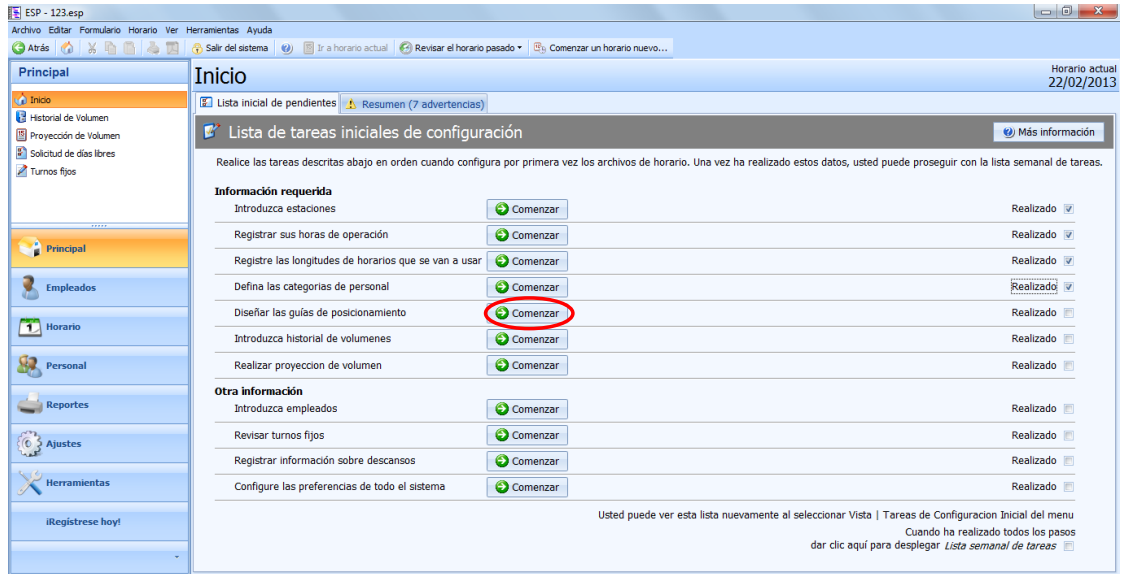 ESP - 123.esp
Archivo Editar Formulario Horario Ver Herramientas Ayuda
Atrás Salir del sistema Ir a horario actual Revisar el horario pasado Comenzar un horario nuevo...
Principal
Inicio
Historial de Volumen
Proyección de Volumen
Solicitud de días libres
Turnos fijos
Principal
Empleados
Horario
Personal
Reportes
Ajustes
Herramientas
¡Regístrese hoy!
Inicio
Horario actual
22/02/2013
Lista inicial de pendientes Resumen (7 advertencias)
Lista de tareas iniciales de configuración Más información
Realice las tareas descritas abajo en orden cuando configura por primera vez los archivos de horario. Una vez ha realizado estos datos, usted puede proseguir con la lista semanal de tareas.
Información requerida
Introduzca estaciones Comenzar Realizado
Registrar sus horas de operación Comenzar Realizado
Registre las longitudes de horarios que se van a usar Comenzar Realizado
Defina las categorias de personal Comenzar Realizado
Diseñar las guías de posicionamiento Comenzar Realizado
Introduzca historial de volumenes Comenzar Realizado
Realizar proyeccion de volumen Comenzar Realizado
Otra información
Introduzca empleados Comenzar Realizado
Revisar turnos fijos Comenzar Realizado
Registrar información sobre descansos Comenzar Realizado
Configure las preferencias de todo el sistema Comenzar Realizado
Usted puede ver esta lista nuevamente al seleccionar Vista | Tareas de Configuracion Inicial del menu
Cuando ha realizado todos los pasos
dar clic aquí para desplegar Lista semanal de tareas